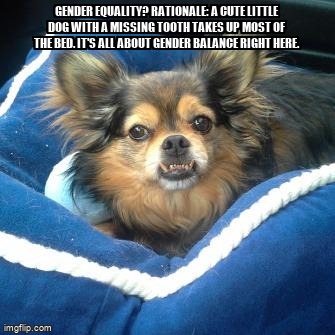 GENDER EQUALITY? RATIONALE: A CUTE LITTLE
DOG WITH A MISSING TOOTH TAKES UP MOST OF
THE BED. IT'S ALL ABOUT GENDER BALANCE RIGHT HERE.
imgflip.com